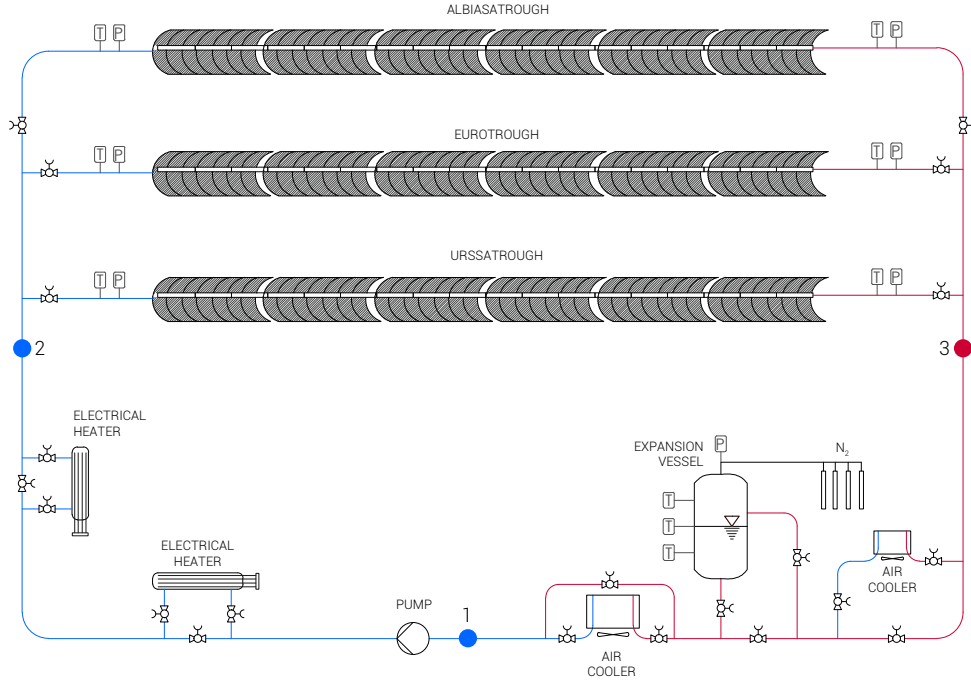 ALBIASATROUGH
T P
T P
EUROTROUGH
T P
T P
URSSATROUGH
T P
T P
2
3
ELECTRICAL
HEATER
EXPANSION
VESSEL
P
N2
T
T
T
ELECTRICAL
HEATER
AIR
COOLER
PUMP
1
AIR
COOLER